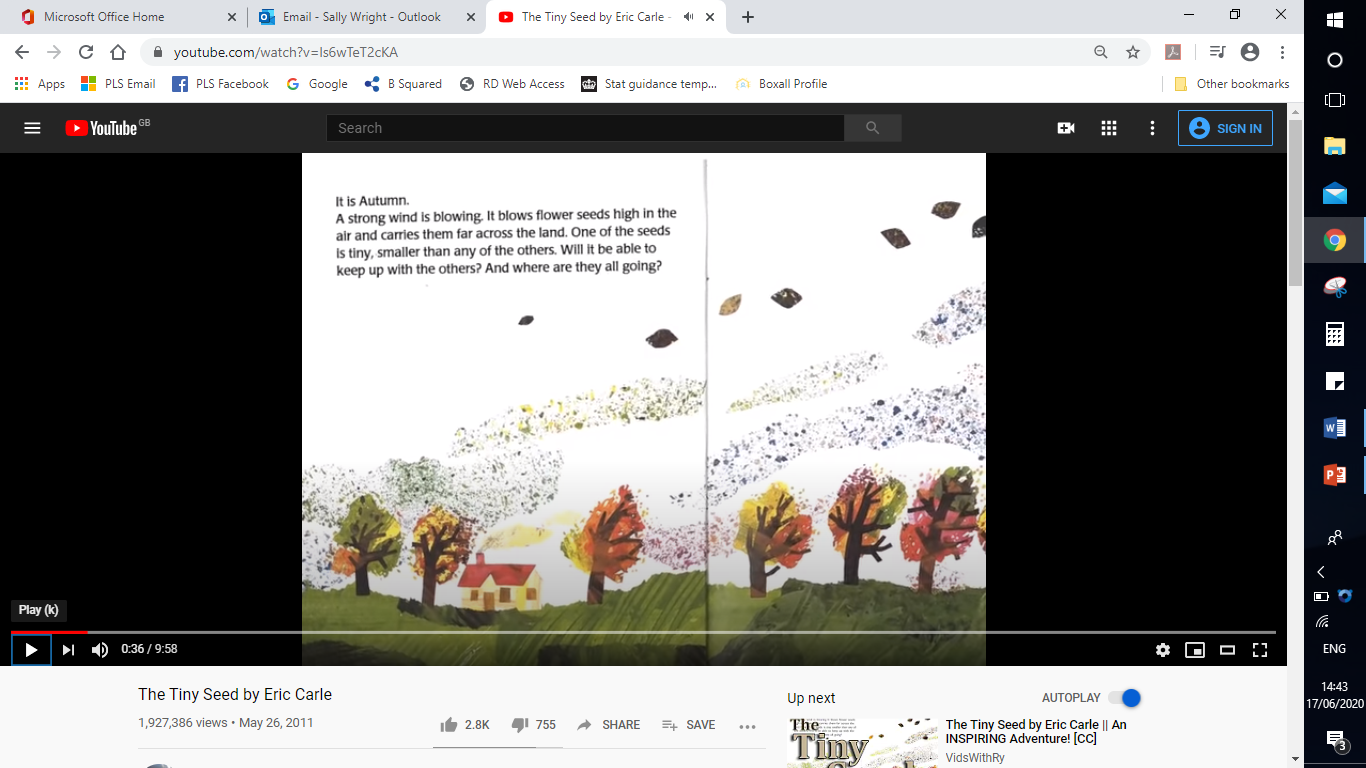 Microsoft Office Home
Email - Sally Wright - Outlook
The Tiny Seed by Eric Carle -
youtube.com/watch?v=Is6wTeT2cKA
Apps
PLS Email
PLS Facebook
Google
B Squared
RD Web Access
Stat guidance temp...
Boxall Profile
Other bookmarks
YouTube GB
Search
SIGN IN
It is Autumn.
A strong wind is blowing. It blows flower seeds high in the
air and carries them far across the land. One of the seeds
is tiny, smaller than any of the others. Will it be able to
keep up with the others? And where are they all going?
Play (k)
0:36 / 9:58
The Tiny Seed by Eric Carle
1,927,386 views • May 26, 2011
2.8K
755
SHARE
SAVE
Up next
AUTOPLAY
The
Tiny
The Tiny Seed by Eric Carle || An
INSPIRING Adventure! [CC]
VidsWithRy
ENG
14:43
17/06/2020
3